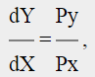 dY/dX = Py/Px ,